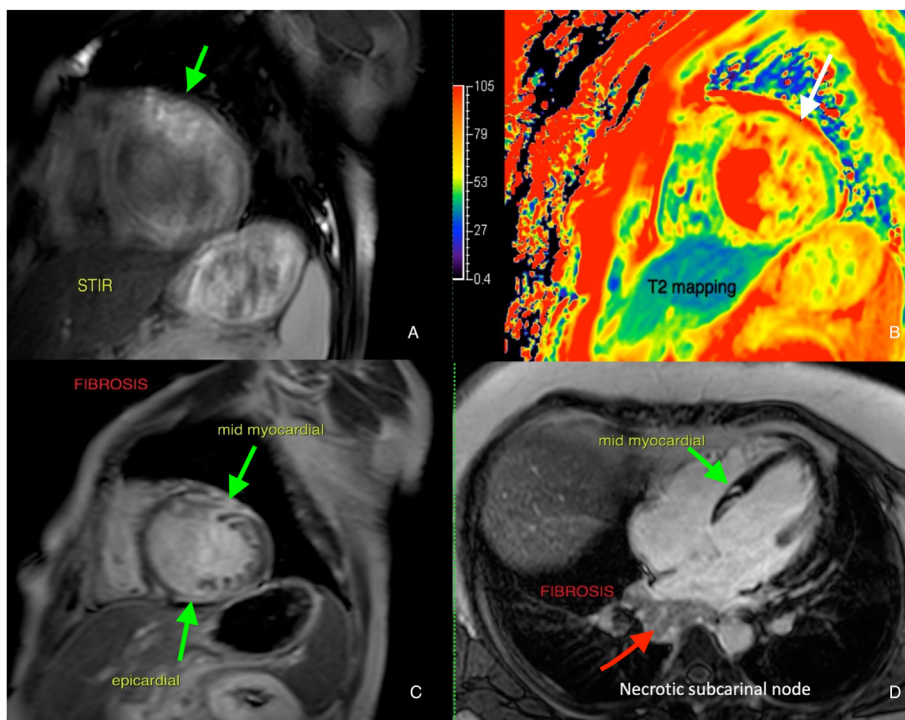 STIR
A
105
79
53
27
0.4
T2 mapping
B
FIBROSIS
mid myocardial
epicardial
C
mid myocardial
FIBROSIS
Necrotic subcarinal node
D